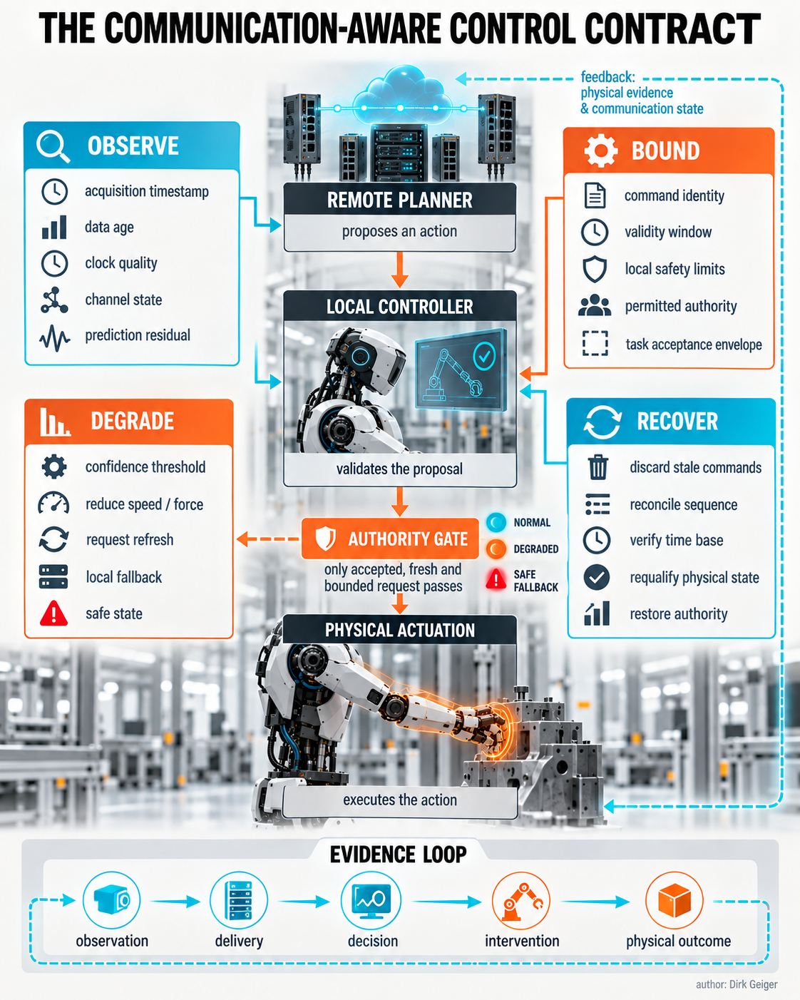 THE COMMUNICATION-AWARE CONTROL CONTRACT
feedback:
physical evidence
& communication state
OBSERVE
acquisition timestamp
data age
clock quality
channel state
prediction residual
REMOTE PLANNER
proposes an action
BOUND
command identity
validity window
local safety limits
permitted authority
task acceptance envelope
LOCAL CONTROLLER
validates the proposal
DEGRADE
confidence threshold
reduce speed / force
request refresh
local fallback
safe state
AUTHORITY GATE
only accepted, fresh and
bounded request passes
NORMAL
DEGRADED
SAFE
FALLBACK
RECOVER
discard stale commands
reconcile sequence
verify time base
requalify physical state
restore authority
PHYSICAL ACTUATION
executes the action
EVIDENCE LOOP
observation
delivery
decision
intervention
physical outcome
author: Dirk Geiger